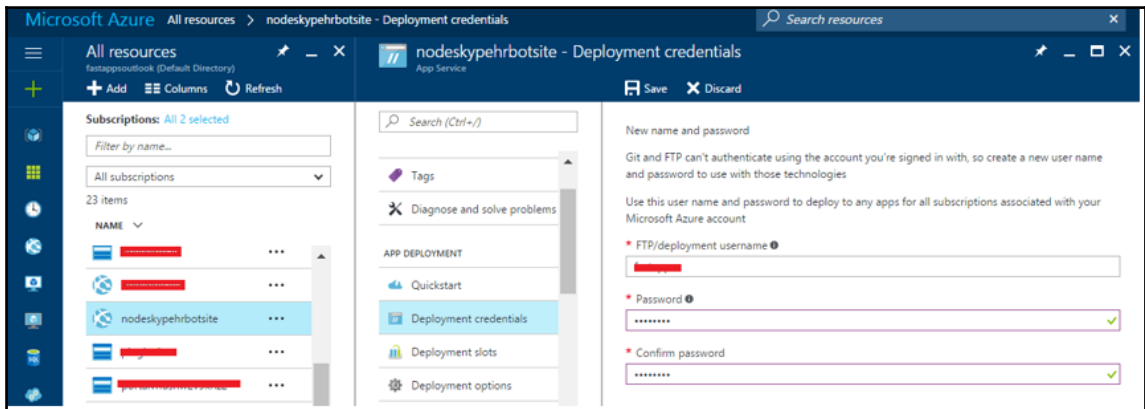 Microsoft Azure All resources > nodeskypehrbotsite - Deployment credentials
Search resources
All resources
fastappsoutlook (Default Directory)
Add Columns Refresh
Subscriptions: All 2 selected
Filter by name...
All subscriptions
23 items
NAME
nodeskypehrbotsite
nodeskypehrbotsite - Deployment credentials
App Service
Save Discard
Search (Ctrl+/)
Tags
Diagnose and solve problems
APP DEPLOYMENT
Quickstart
Deployment credentials
Deployment slots
Deployment options
New name and password
Git and FTP can't authenticate using the account you're signed in with, so create a new user name
and password to use with those technologies
Use this user name and password to deploy to any apps for all subscriptions associated with your
Microsoft Azure account
* FTP/deployment username
* Password
••••••••
* Confirm password
••••••••